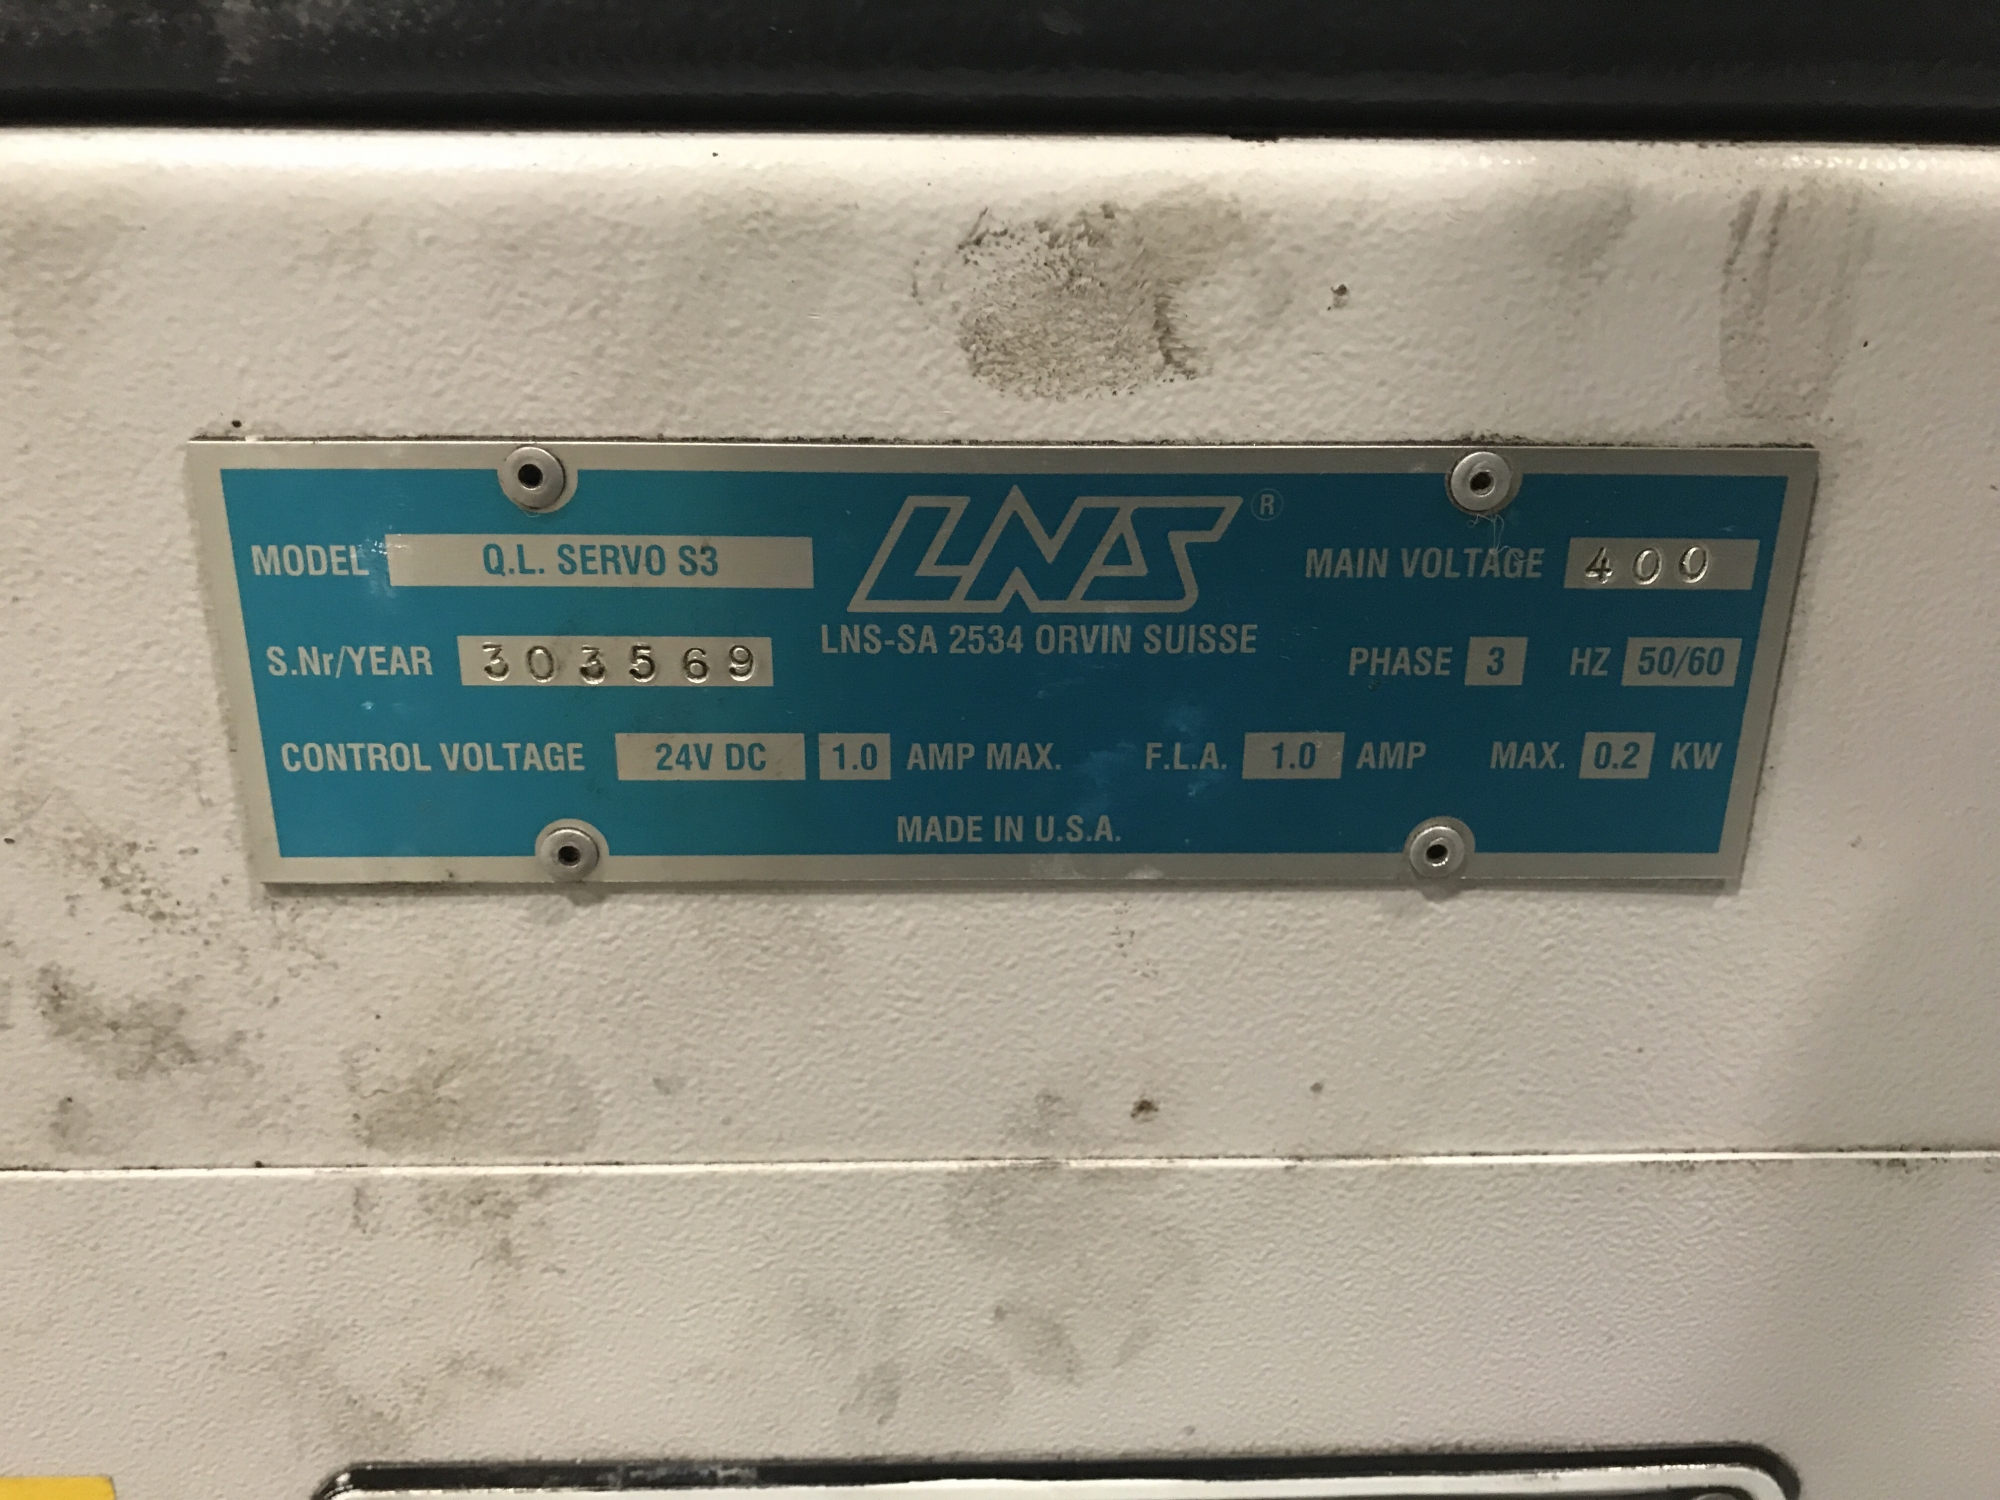 LNS ®
MODEL Q.L. SERVO S3
MAIN VOLTAGE 400
LNS-SA 2534 ORVIN SUISSE
S.Nr/YEAR 303569
PHASE 3 HZ 50/60
CONTROL VOLTAGE 24V DC 1.0 AMP MAX. F.L.A. 1.0 AMP MAX. 0.2 KW
MADE IN U.S.A.